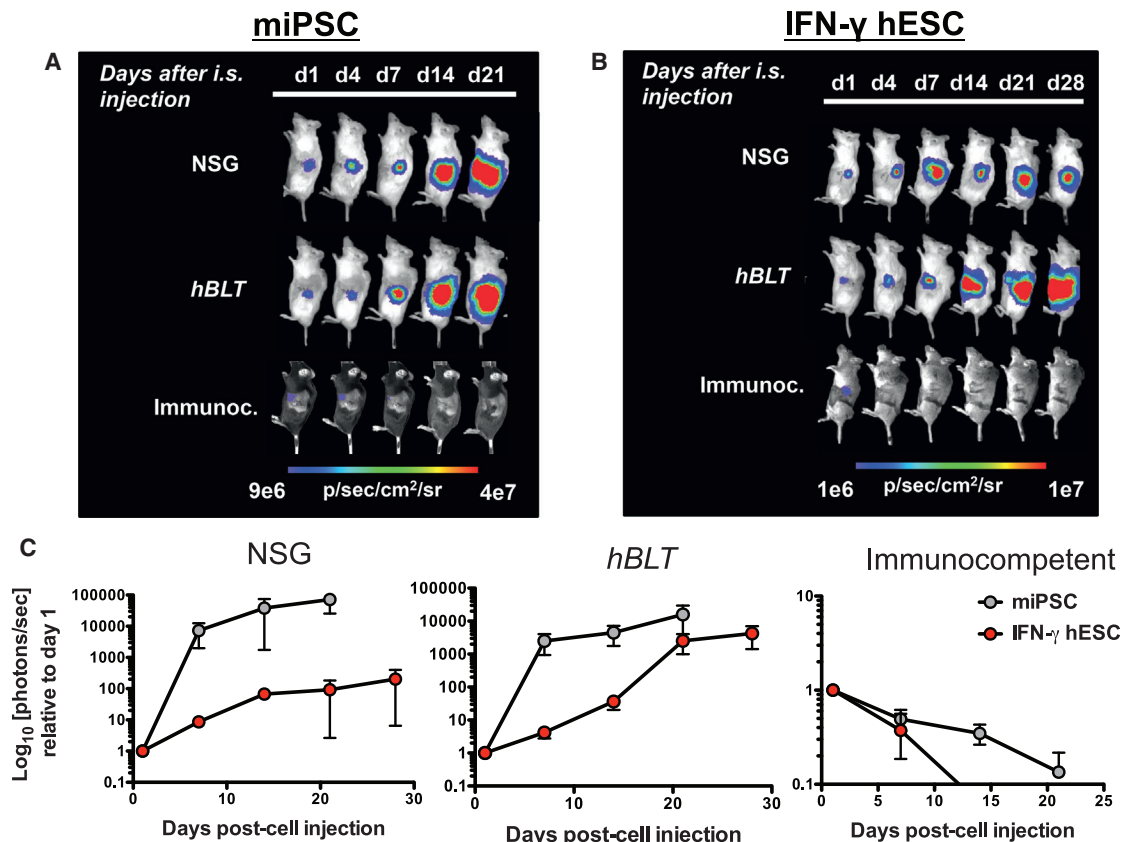 miPSC
IFN-γ hESC
A
Days after i.s.
injection
d1 d4 d7 d14 d21
NSG
hBLT
Immunoc.
9e6 p/sec/cm²/sr 4e7
B
Days after i.s.
injection
d1 d4 d7 d14 d21 d28
NSG
hBLT
Immunoc.
1e6 p/sec/cm²/sr 1e7
C
Log₁₀ [photons/sec]
relative to day 1
NSG
100000
10000
1000
100
10
1
0.1
0 10 20 30
Days post-cell injection
hBLT
100000
10000
1000
100
10
1
0.1
0 10 20 30
Days post-cell injection
Immunocompetent
miPSC
IFN-γ hESC
10
1
0.1
0 5 10 15 20 25
Days post-cell injection